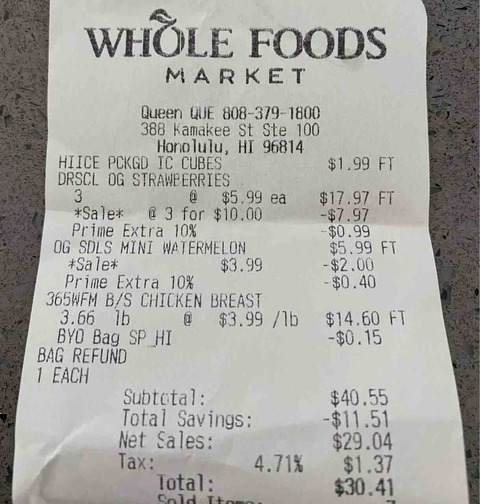 WHOLE FOODS
MARKET
Queen QUE 808-379-1800
388 Kamakee St Ste 100
Honolulu, HI 96814
HIICE PCKGD IC CUBES $1.99 FT
DRSCL OG STRAWBERRIES
3 @ $5.99 ea $17.97 FT
*Sale* @ 3 for $10.00 -$7.97
Prime Extra 10% -$0.99
OG SDLS MINI WATERMELON $5.99 FT
*Sale* $3.99 -$2.00
Prime Extra 10% -$0.40
365WFM B/S CHICKEN BREAST
3.66 lb @ $3.99 /lb $14.60 FT
BYO Bag SP_HI -$0.15
BAG REFUND
1 EACH
Subtotal: $40.55
Total Savings: -$11.51
Net Sales: $29.04
Tax: 4.71% $1.37
Total: $30.41
Sold Items: